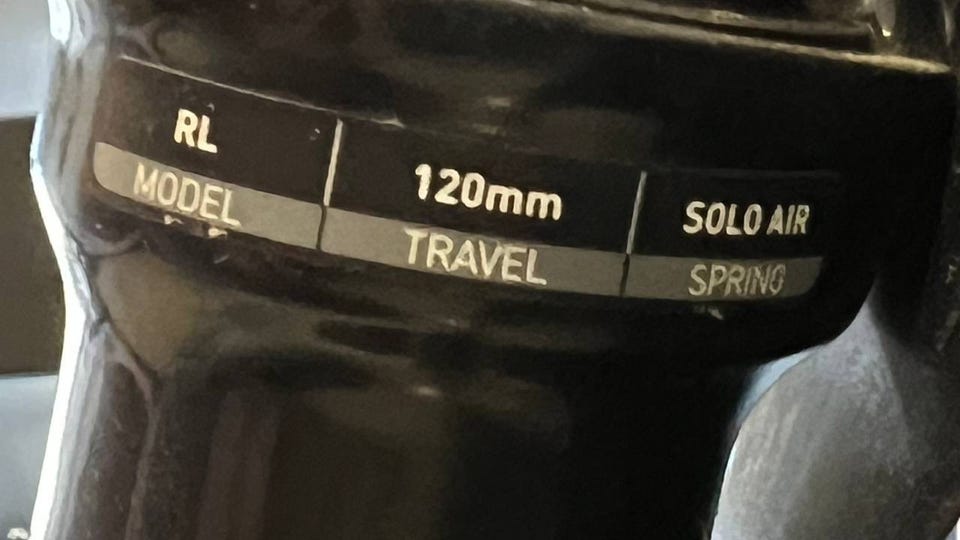 RL 120mm SOLO AIR
MODEL TRAVEL SPRING